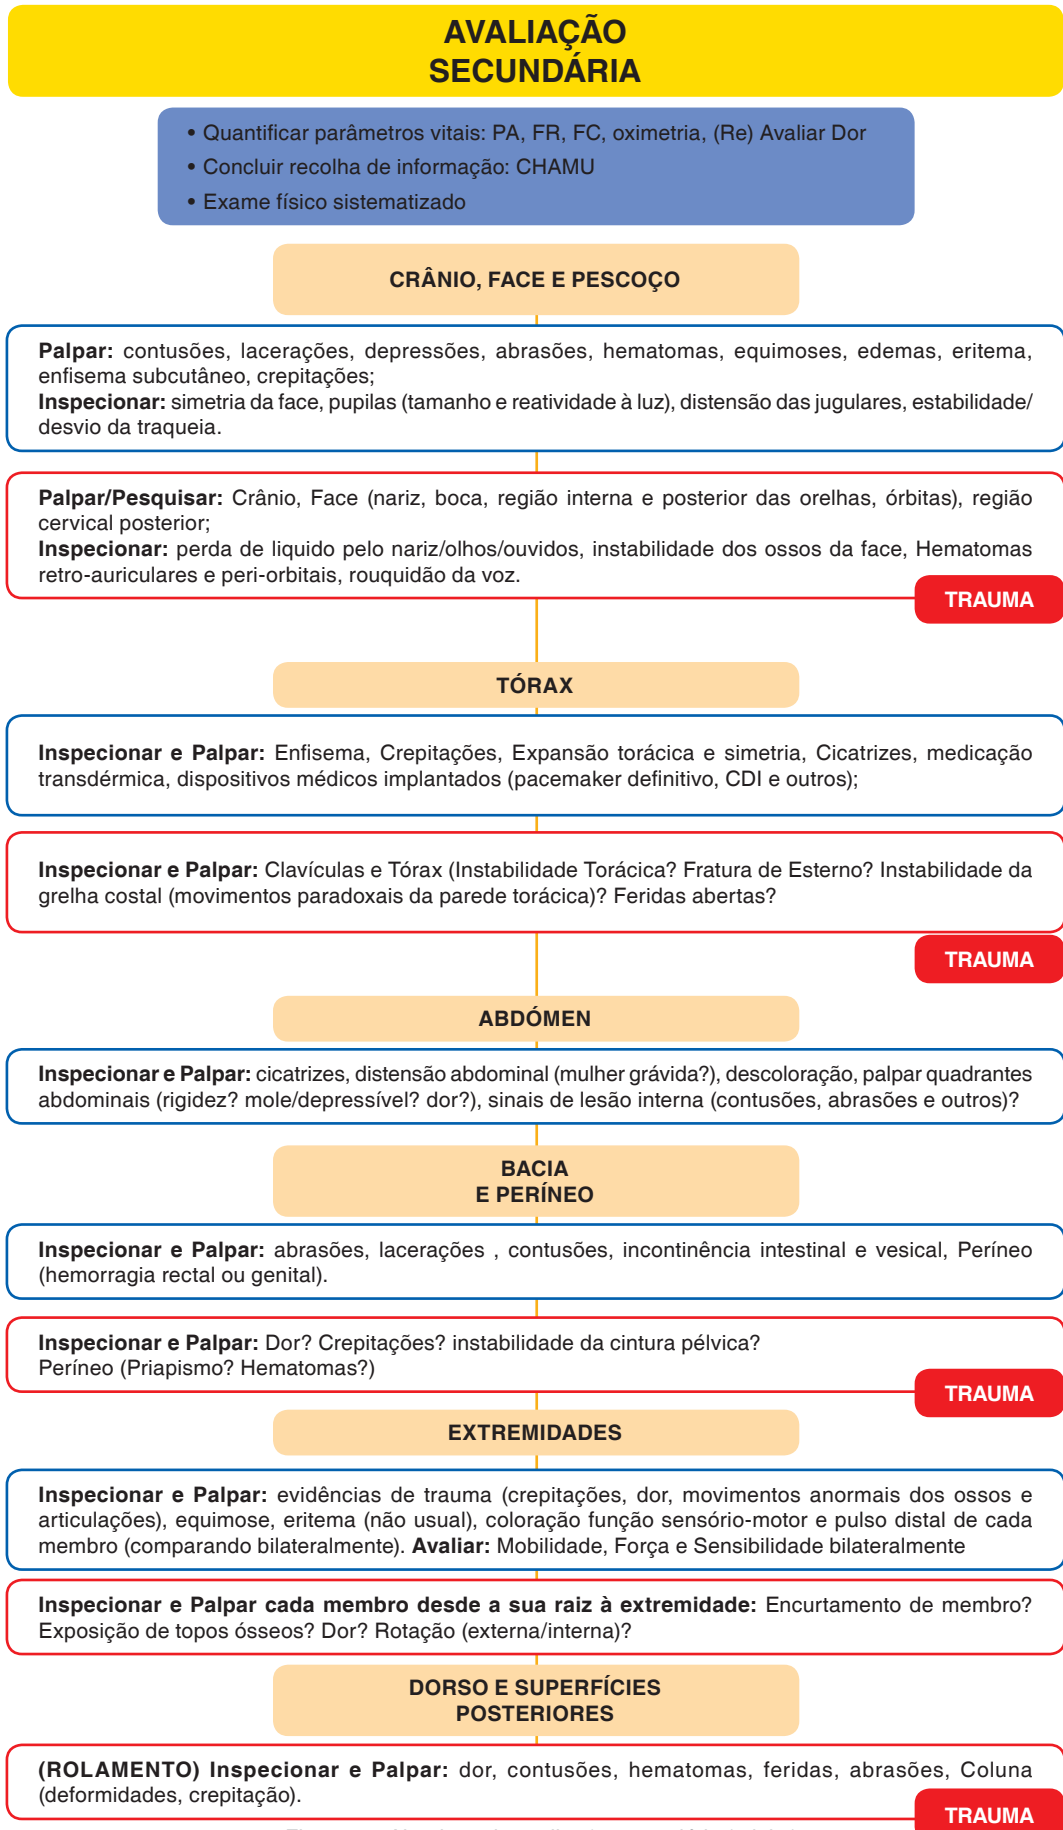 AVALIAÇÃO
SECUNDÁRIA
• Quantificar parâmetros vitais: PA, FR, FC, oximetria, (Re) Avaliar Dor
• Concluir recolha de informação: CHAMU
• Exame físico sistematizado
CRÂNIO, FACE E PESCOÇO
Palpar: contusões, lacerações, depressões, abrasões, hematomas, equimoses, edemas, eritema,
enfisema subcutâneo, crepitações;
Inspecionar: simetria da face, pupilas (tamanho e reatividade à luz), distensão das jugulares, estabilidade/
desvio da traqueia.
Palpar/Pesquisar: Crânio, Face (nariz, boca, região interna e posterior das orelhas, órbitas), região
cervical posterior;
Inspecionar: perda de liquido pelo nariz/olhos/ouvidos, instabilidade dos ossos da face, Hematomas
retro-auriculares e peri-orbitais, rouquidão da voz.
TRAUMA
TÓRAX
Inspecionar e Palpar: Enfisema, Crepitações, Expansão torácica e simetria, Cicatrizes, medicação
transdérmica, dispositivos médicos implantados (pacemaker definitivo, CDI e outros);
Inspecionar e Palpar: Clavículas e Tórax (Instabilidade Torácica? Fratura de Esterno? Instabilidade da
grelha costal (movimentos paradoxais da parede torácica)? Feridas abertas?
TRAUMA
ABDÓMEN
Inspecionar e Palpar: cicatrizes, distensão abdominal (mulher grávida?), descoloração, palpar quadrantes
abdominais (rigidez? mole/depressível? dor?), sinais de lesão interna (contusões, abrasões e outros)?
BACIA
E PERÍNEO
Inspecionar e Palpar: abrasões, lacerações , contusões, incontinência intestinal e vesical, Períneo
(hemorragia rectal ou genital).
Inspecionar e Palpar: Dor? Crepitações? instabilidade da cintura pélvica?
Períneo (Priapismo? Hematomas?)
TRAUMA
EXTREMIDADES
Inspecionar e Palpar: evidências de trauma (crepitações, dor, movimentos anormais dos ossos e
articulações), equimose, eritema (não usual), coloração função sensório-motor e pulso distal de cada
membro (comparando bilateralmente). Avaliar: Mobilidade, Força e Sensibilidade bilateralmente
Inspecionar e Palpar cada membro desde a sua raiz à extremidade: Encurtamento de membro?
Exposição de topos ósseos? Dor? Rotação (externa/interna)?
DORSO E SUPERFÍCIES
POSTERIORES
(ROLAMENTO) Inspecionar e Palpar: dor, contusões, hematomas, feridas, abrasões, Coluna
(deformidades, crepitação).
TRAUMA